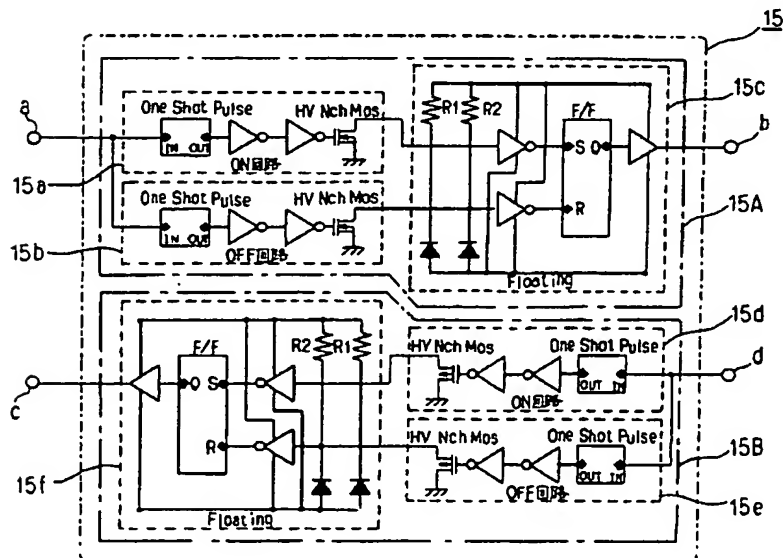 15
One Shot Pulse
HV Nch Mos
R1
R2
F/F
15c
a
IN OUT
S O
b
ON回路
15a
One Shot Pulse
HV Nch Mos
R
15A
IN OUT
15b
OFF回路
Floating
15d
F/F
R2
R1
HV Nch Mos
One Shot Pulse
O S
d
c
OUT IN
ON回路
R
HV Nch Mos
One Shot Pulse
15B
OUT IN
15f
OFF回路
15e
Floating